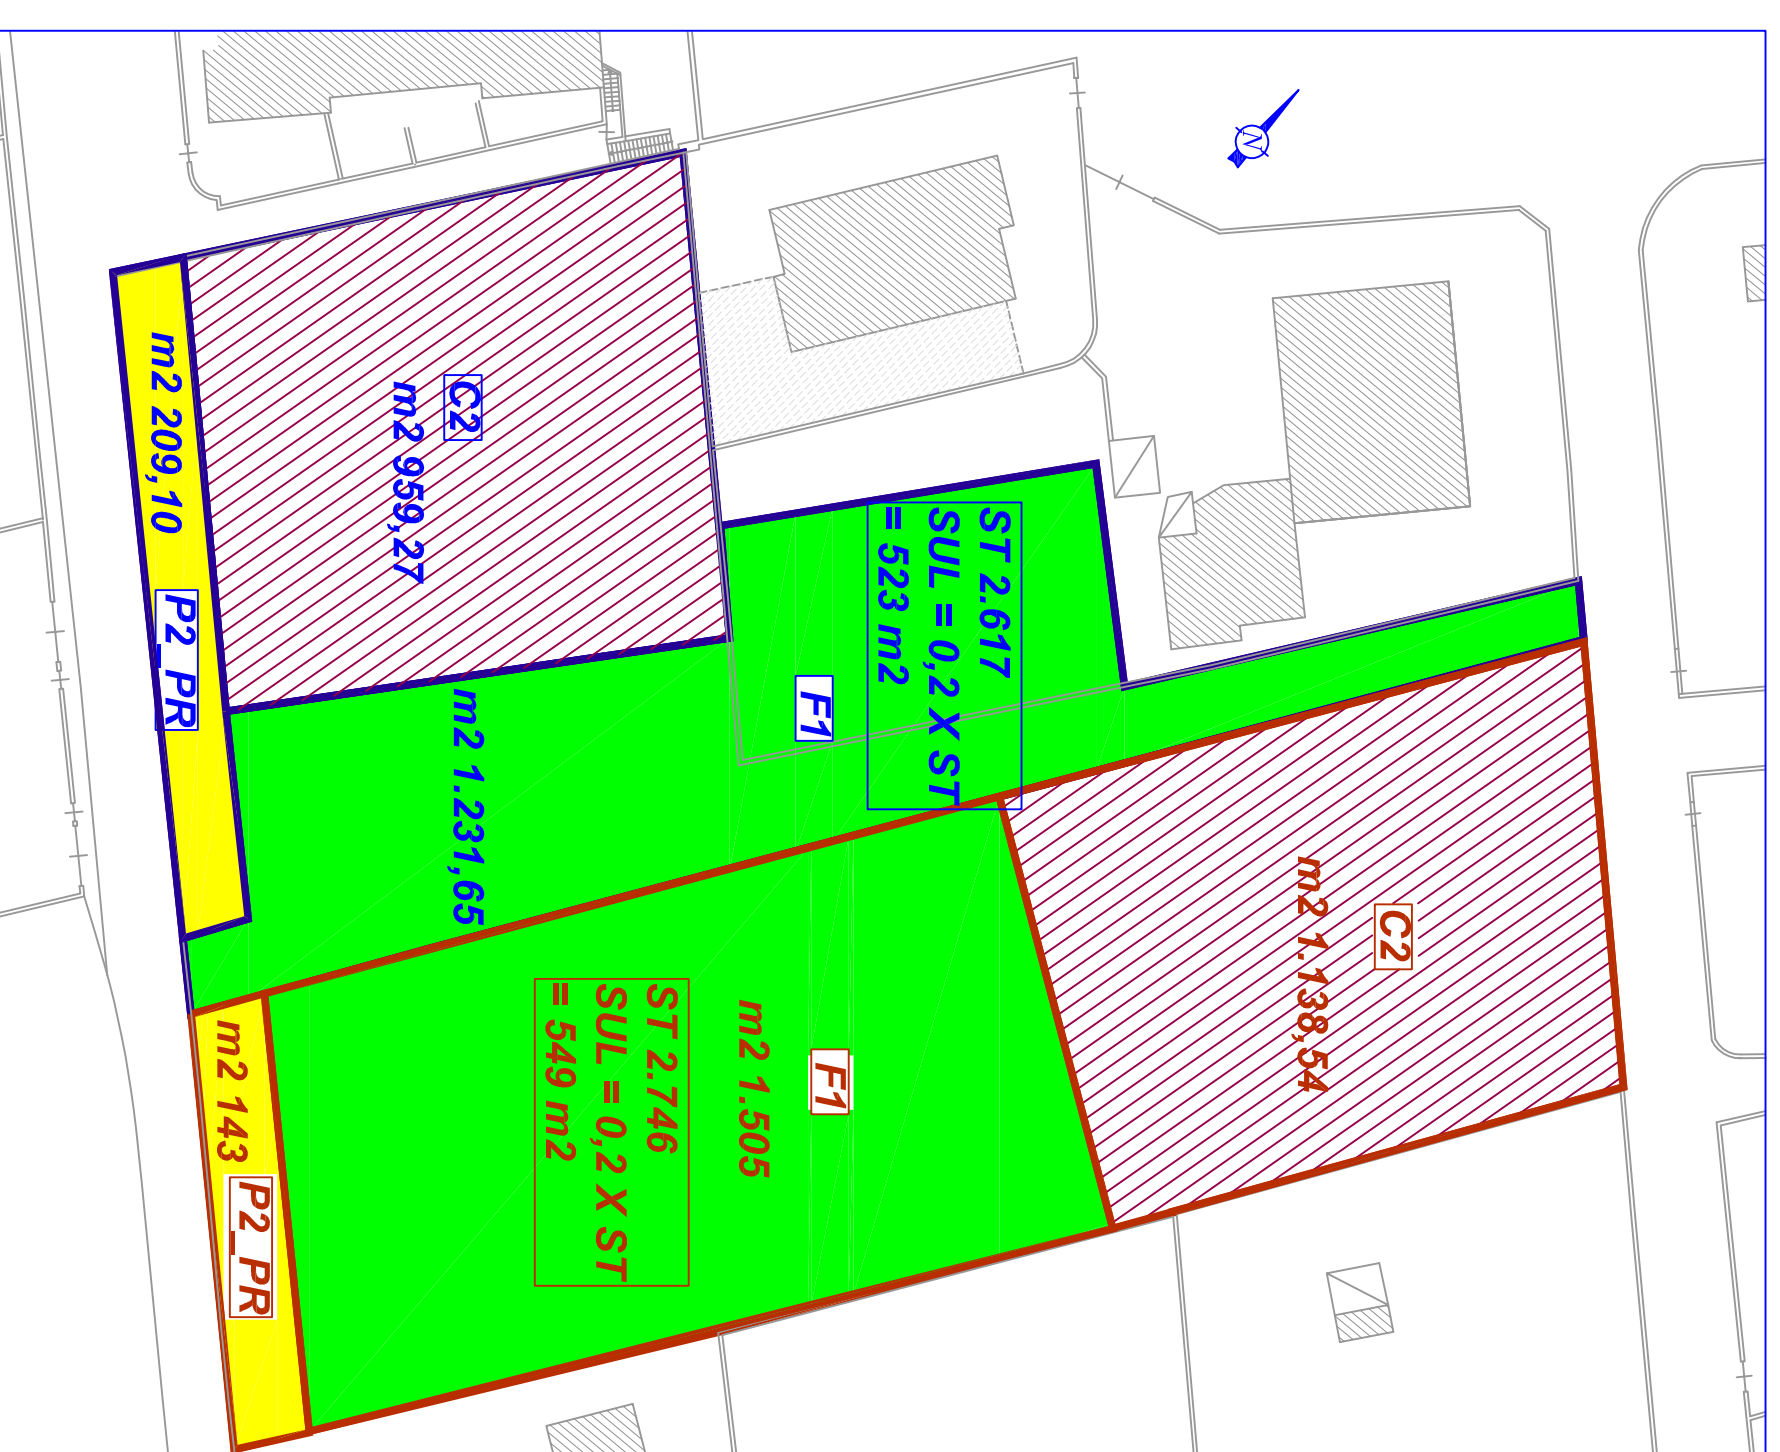 C2
m2 959,27
m2 209,10
P2_PR
ST 2.617
SUL = 0,2 X ST
= 523 m2
F1
m2 1.231,65
C2
m2 1.138,54
F1
m2 1.505
ST 2.746
SUL = 0,2 X ST
= 549 m2
m2 143
P2_PR
N